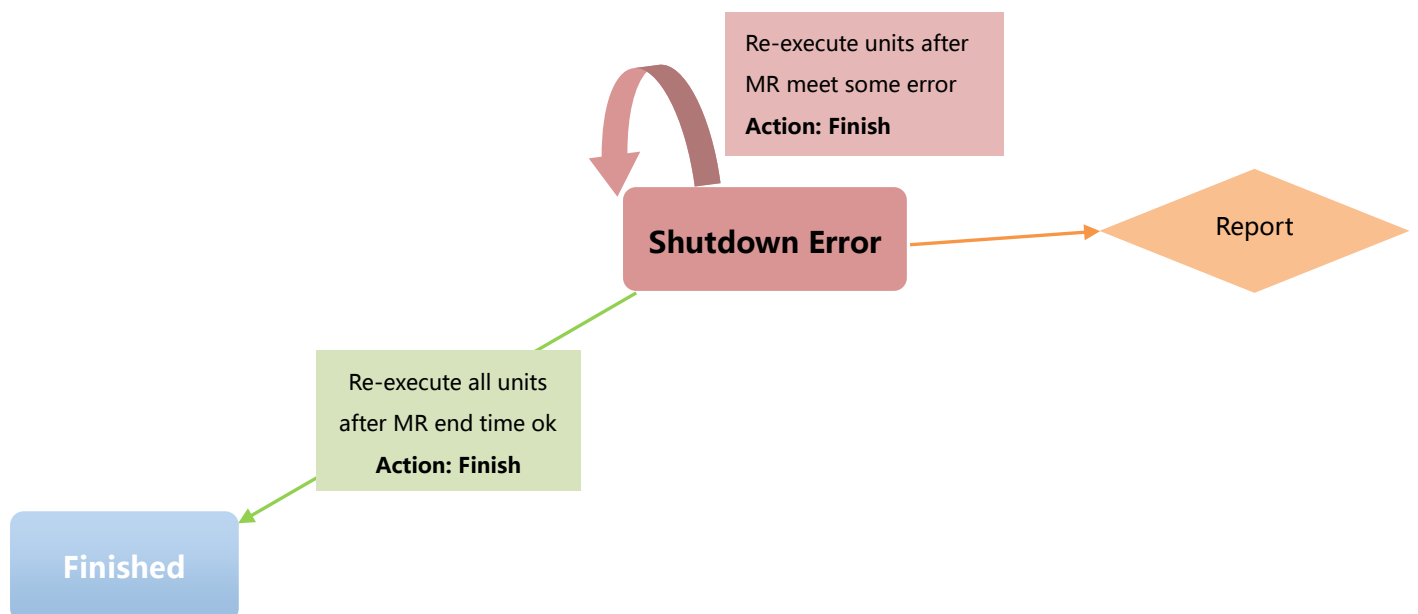 Re-execute units after
MR meet some error
Action: Finish
Shutdown Error
Report
Re-execute all units
after MR end time ok
Action: Finish
Finished